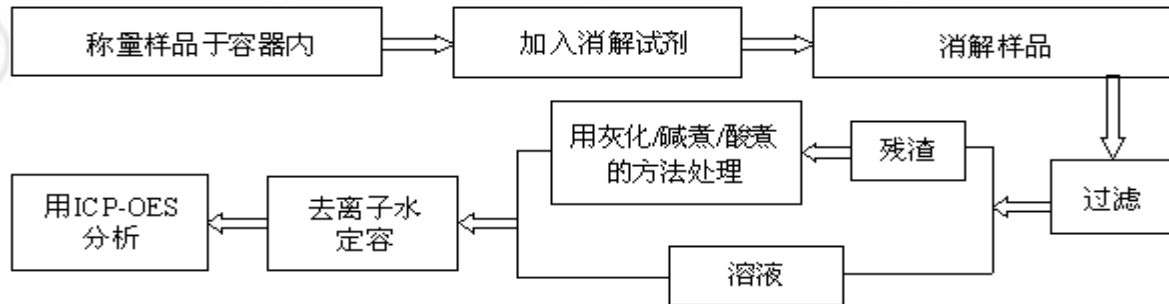 称量样品于容器内
加入消解试剂
消解样品
过滤
残渣
用灰化/碱煮/酸煮
的方法处理
溶液
去离子水
定容
用ICP-OES
分析